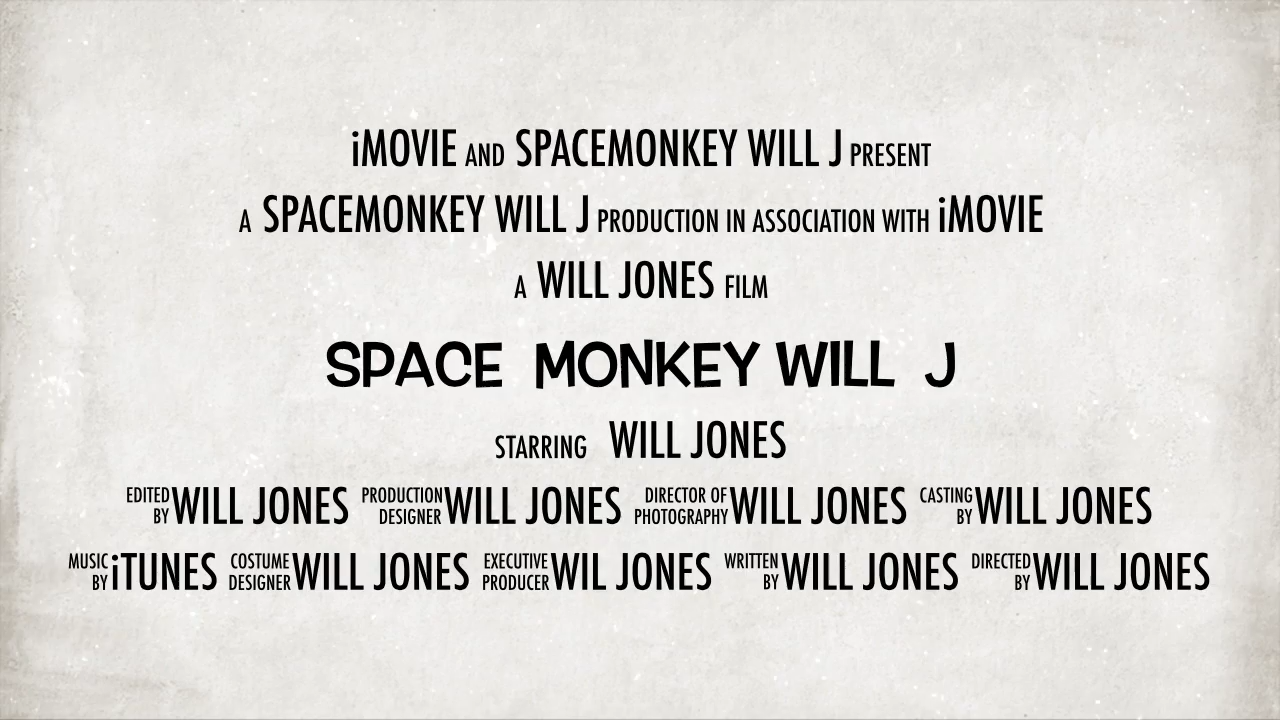 iMOVIE AND SPACEMONKEY WILL J PRESENT
A SPACEMONKEY WILL J PRODUCTION IN ASSOCIATION WITH iMOVIE
A WILL JONES FILM
SPACE MONKEY WILL J
STARRING WILL JONES
EDITED BY WILL JONES PRODUCTION DESIGNER WILL JONES DIRECTOR OF PHOTOGRAPHY WILL JONES CASTING BY WILL JONES
MUSIC BY iTUNES COSTUME DESIGNER WILL JONES EXECUTIVE PRODUCER WIL JONES WRITTEN BY WILL JONES DIRECTED BY WILL JONES